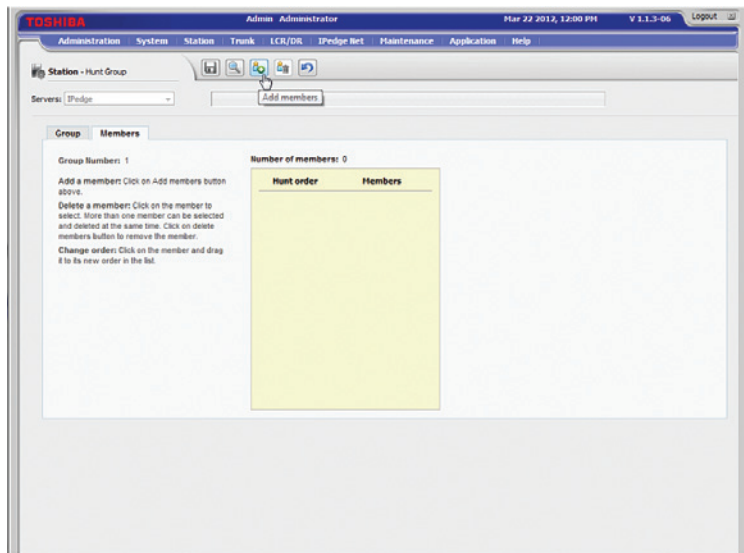 TOSHIBA Admin Administrator Mar 22 2012, 12:00 PM V 1.1.3-06 Logout
Administration System Station Trunk LCR/DR IPedge Net Maintenance Application Help
Station - Hunt Group
Servers: IPedge
Add members
Group Members
Group Number: 1
Number of members: 0
Add a member: Click on Add members button
above.
Delete a member: Click on the member to
select. More than one member can be selected
and deleted at the same time. Click on delete
members button to remove the member.
Change order: Click on the member and drag
it to its new order in the list.
Hunt order Members